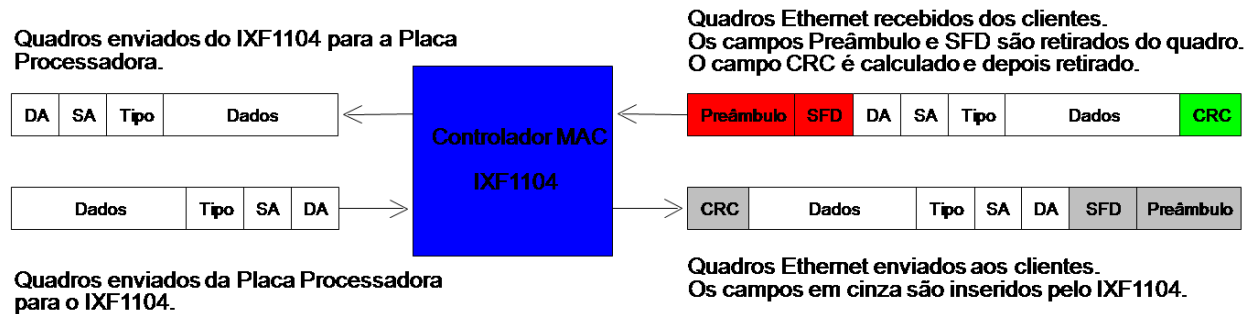 Quadros enviados do IXF1104 para a Placa
Processadora.
Quadros Ethernet recebidos dos clientes.
Os campos Preâmbulo e SFD são retirados do quadro.
O campo CRC é calculado e depois retirado.
DA SA Tipo Dados
Controlador MAC
IXF1104
Preâmbulo SFD DA SA Tipo Dados CRC
Dados Tipo SA DA
CRC Dados Tipo SA DA SFD Preâmbulo
Quadros enviados da Placa Processadora
para o IXF1104.
Quadros Ethernet enviados aos clientes.
Os campos em cinza são inseridos pelo IXF1104.